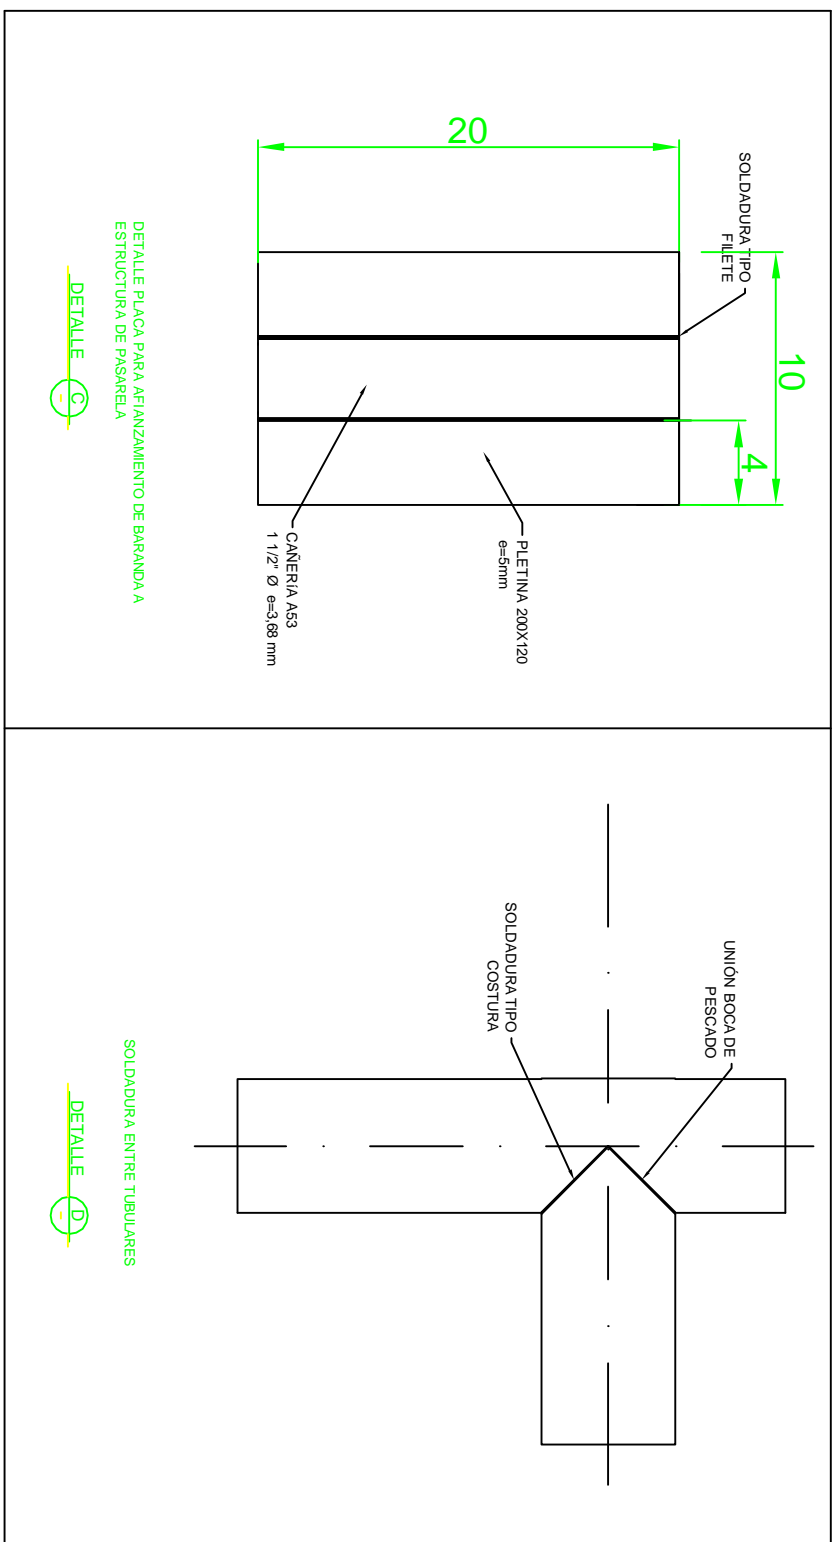 20
10
4
SOLDADURA TIPO
FILETE
PLETINA 200X120
e=5mm
CAÑERÍA A53
1 1/2" Ø e=3,68 mm
DETALLE PLACA PARA AFIANZAMIENTO DE BARANDA A
ESTRUCTURA DE PASARELA
DETALLE
C
-
UNIÓN BOCA DE
PESCADO
SOLDADURA TIPO
COSTURA
SOLDADURA ENTRE TUBULARES
DETALLE
D
-